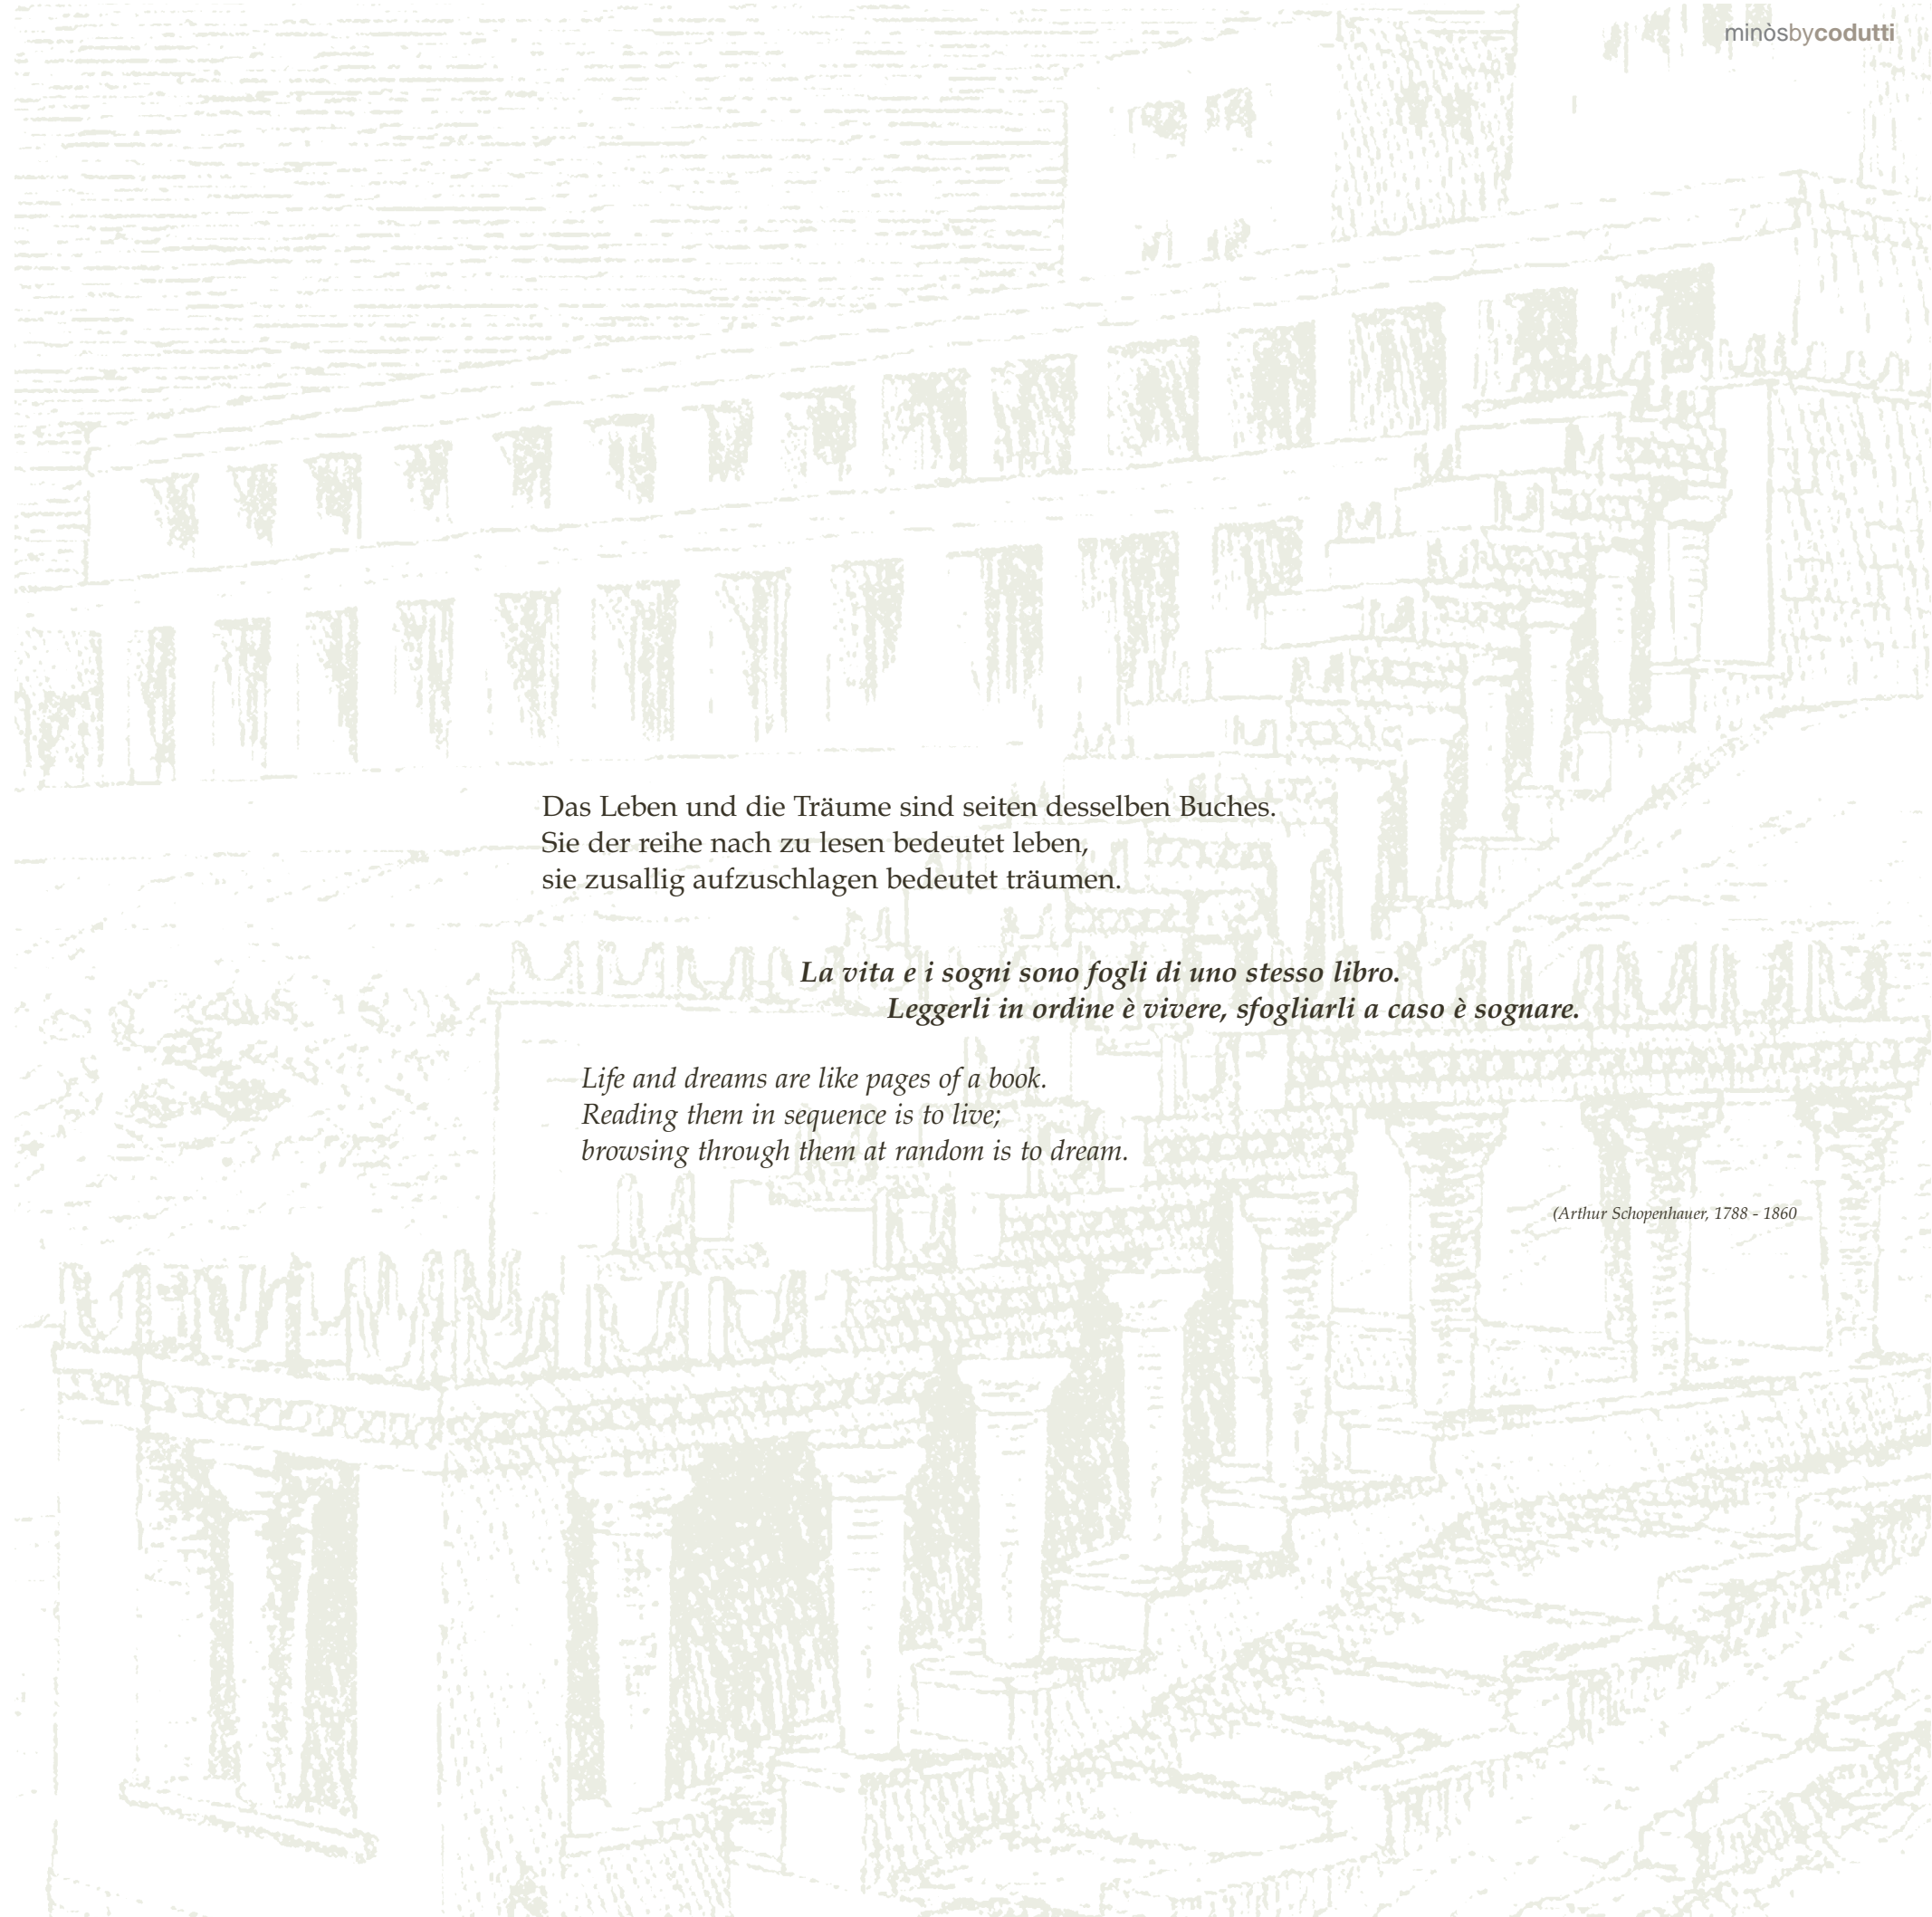 minòsbycodutti
Das Leben und die Träume sind seiten desselben Buches.
Sie der reihe nach zu lesen bedeutet leben,
sie zusallig aufzuschlagen bedeutet träumen.
La vita e i sogni sono fogli di uno stesso libro.
Leggerli in ordine è vivere, sfogliarli a caso è sognare.
Life and dreams are like pages of a book.
Reading them in sequence is to live;
browsing through them at random is to dream.
(Arthur Schopenhauer, 1788 - 1860